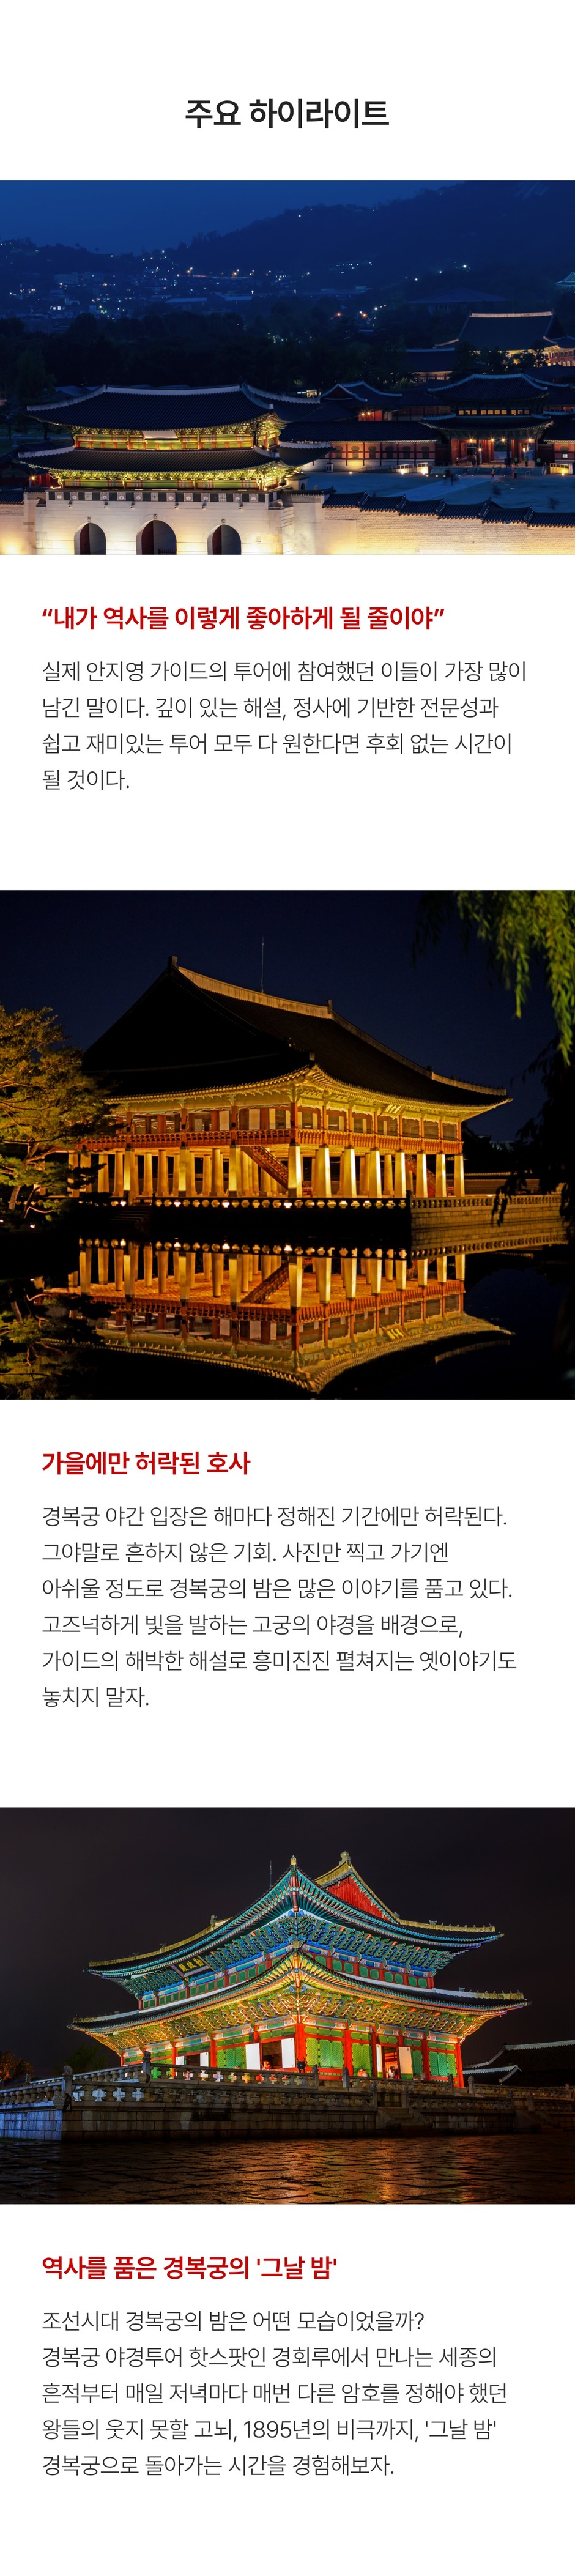 주요 하이라이트
“내가 역사를 이렇게 좋아하게 될 줄이야”
실제 안지영 가이드의 투어에 참여했던 이들이 가장 많이
남긴 말이다. 깊이 있는 해설, 정사에 기반한 전문성과
쉽고 재미있는 투어 모두 다 원한다면 후회 없는 시간이
될 것이다.
가을에만 허락된 호사
경복궁 야간 입장은 해마다 정해진 기간에만 허락된다.
그야말로 흔하지 않은 기회. 사진만 찍고 가기엔
아쉬울 정도로 경복궁의 밤은 많은 이야기를 품고 있다.
고즈넉하게 빛을 발하는 고궁의 야경을 배경으로,
가이드의 해박한 해설로 흥미진진 펼쳐지는 옛이야기도
놓치지 말자.
역사를 품은 경복궁의 '그날 밤'
조선시대 경복궁의 밤은 어떤 모습이었을까?
경복궁 야경투어 핫스팟인 경회루에서 만나는 세종의
흔적부터 매일 저녁마다 매번 다른 암호를 정해야 했던
왕들의 웃지 못할 고뇌, 1895년의 비극까지, '그날 밤'
경복궁으로 돌아가는 시간을 경험해보자.